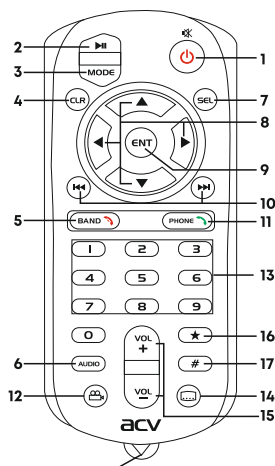 2
3 MODE 1
4 CLR SEL 7
8
ENT
9
10
5 BAND PHONE 11
1 2 3
4 5 6 13
7 8 9
0 VOL + ★ 16
6 AUDIO # 17
12 VOL – 14
15
acv